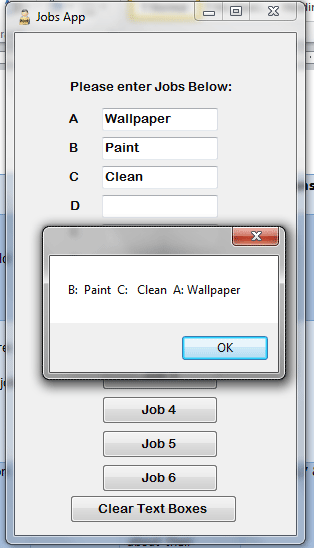 Jobs App
Please enter Jobs Below:
A Wallpaper
B Paint
C Clean
D
B: Paint C: Clean A: Wallpaper
OK
Job 4
Job 5
Job 6
Clear Text Boxes